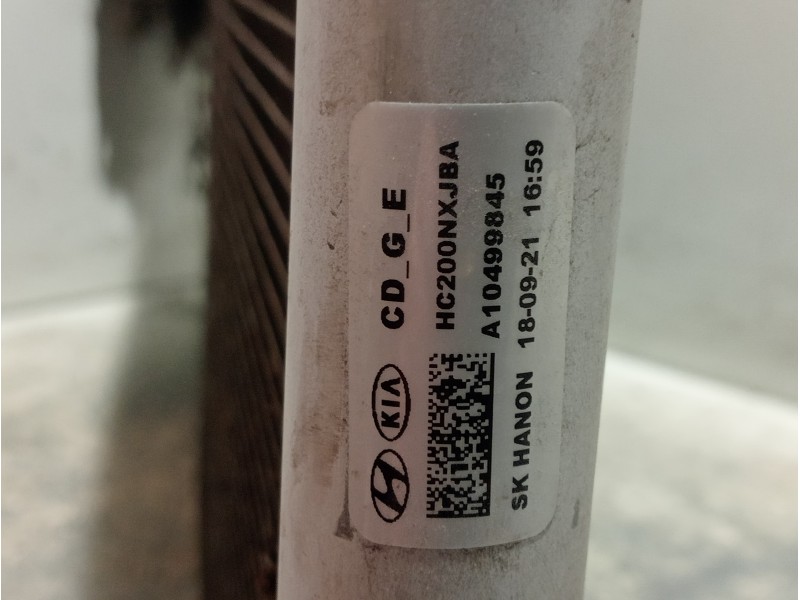 KIA CD_G_E
HC200NXJBA
A10499845
SK HANON 18-09-21 16:59